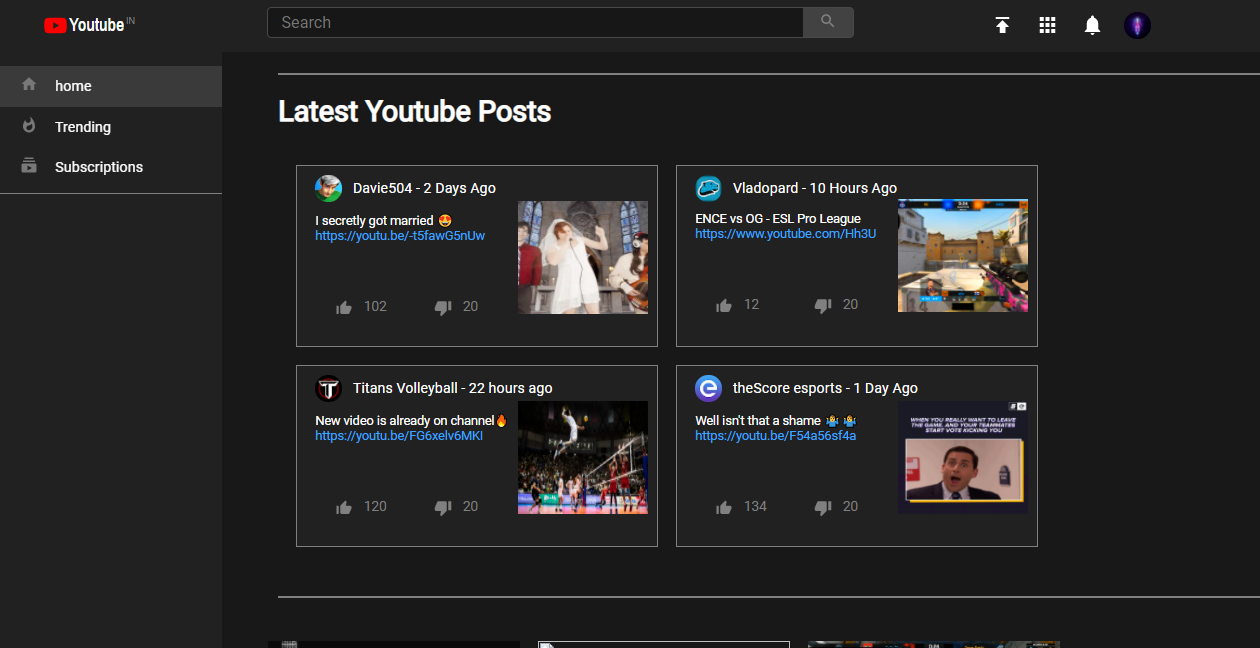 Youtube IN
Search
home
Trending
Subscriptions
Latest Youtube Posts
Davie504 - 2 Days Ago
I secretly got married 🤩
https://youtu.be/-t5fawG5nUw
102 20
Vladopard - 10 Hours Ago
ENCE vs OG - ESL Pro League
https://www.youtube.com/Hh3U
12 20
Titans Volleyball - 22 hours ago
New video is already on channel🔥
https://youtu.be/FG6xelv6MKI
120 20
theScore esports - 1 Day Ago
Well isn't that a shame 🤷 🤷
https://youtu.be/F54a56sf4a
WHEN YOU REALLY WANT TO LEAVE
THE GAME, AND YOUR TEAMMATES
START VOTE KICKING YOU
134 20